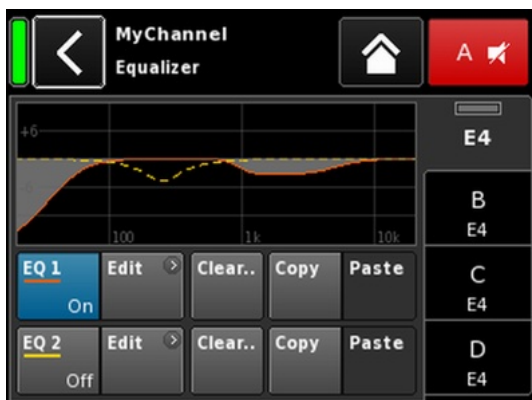 MyChannel
Equalizer
A
+6
-6
100
1k
10k
E4
B
E4
C
E4
D
E4
EQ 1
On
Edit
Clear..
Copy
Paste
EQ 2
Off
Edit
Clear..
Copy
Paste